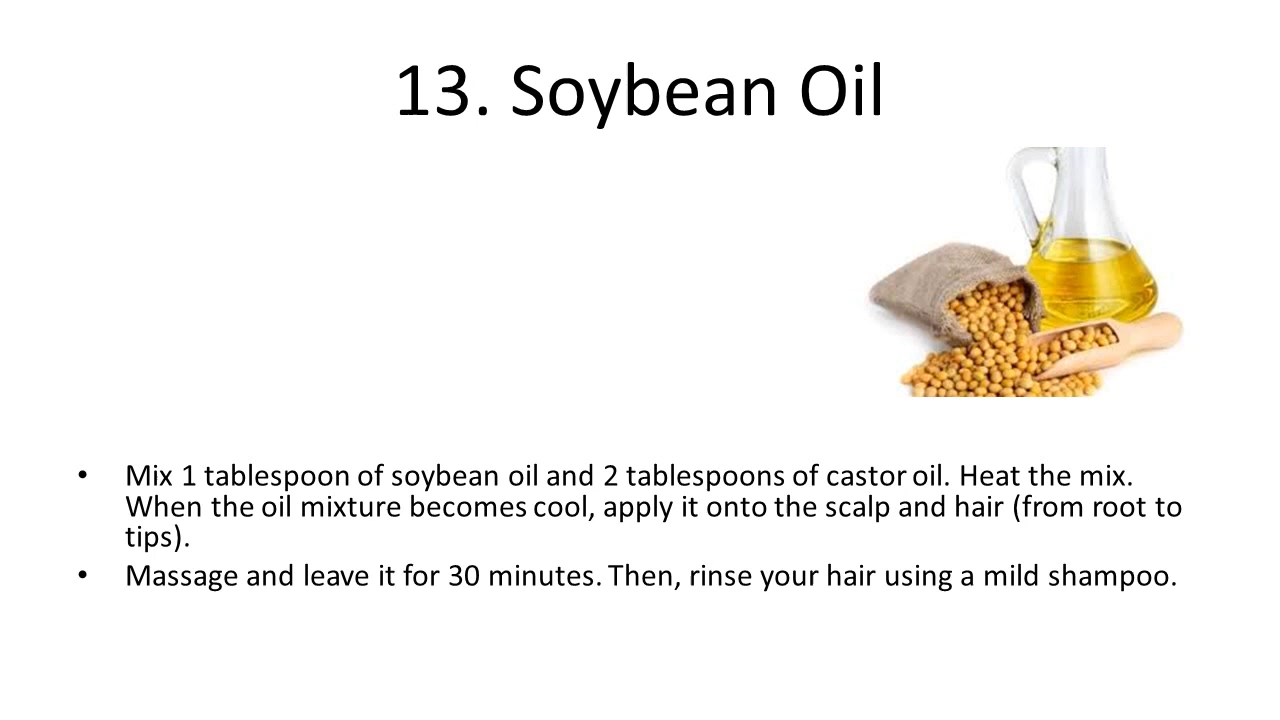 13. Soybean Oil
• Mix 1 tablespoon of soybean oil and 2 tablespoons of castor oil. Heat the mix.
When the oil mixture becomes cool, apply it onto the scalp and hair (from root to
tips).
• Massage and leave it for 30 minutes. Then, rinse your hair using a mild shampoo.